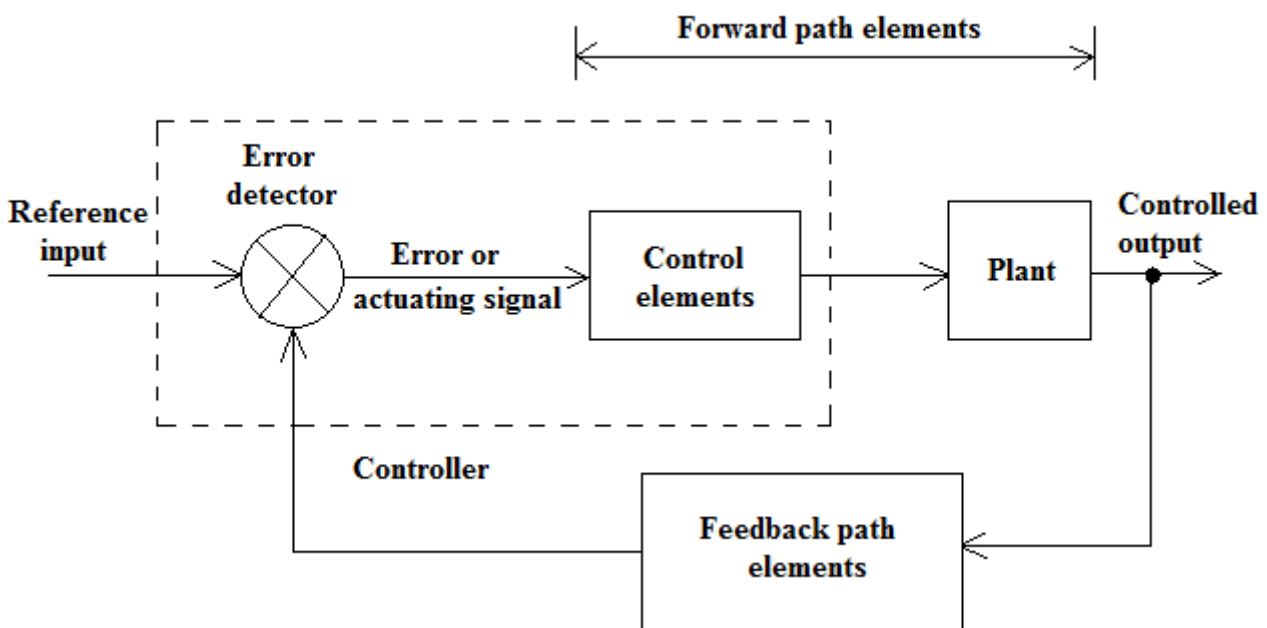 Forward path elements
Error
detector
Reference
input
Error or
actuating signal
Control
elements
Plant
Controlled
output
Controller
Feedback path
elements